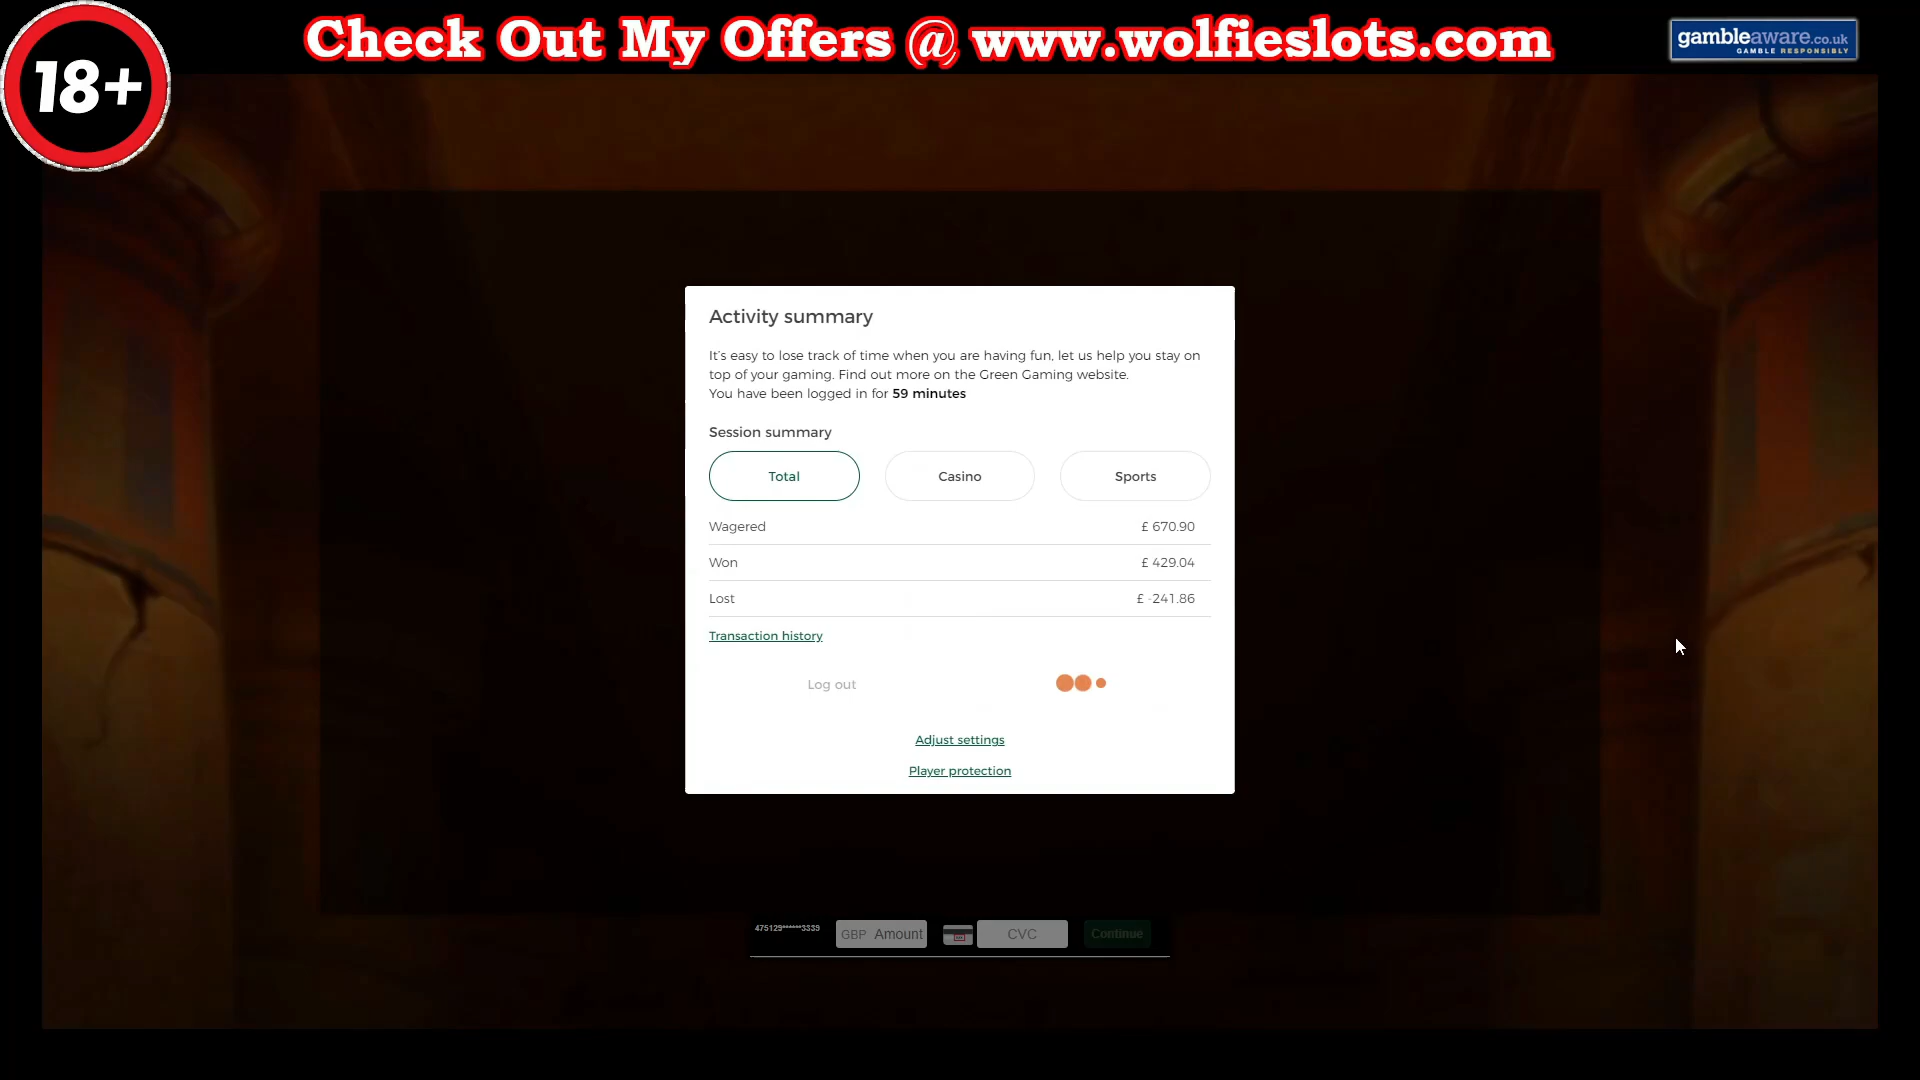 18+
Check Out My Offers @ www.wolfieslots.com
gambleaware.co.uk
GAMBLE RESPONSIBLY
Activity summary
It's easy to lose track of time when you are having fun, let us help you stay on
top of your gaming. Find out more on the Green Gaming website.
You have been logged in for 59 minutes
Session summary
Total Casino Sports
Wagered £ 670.90
Won £ 429.04
Lost £ -241.86
Transaction history
Log out
Adjust settings
Player protection
475129******3339 GBP Amount CVC Continue